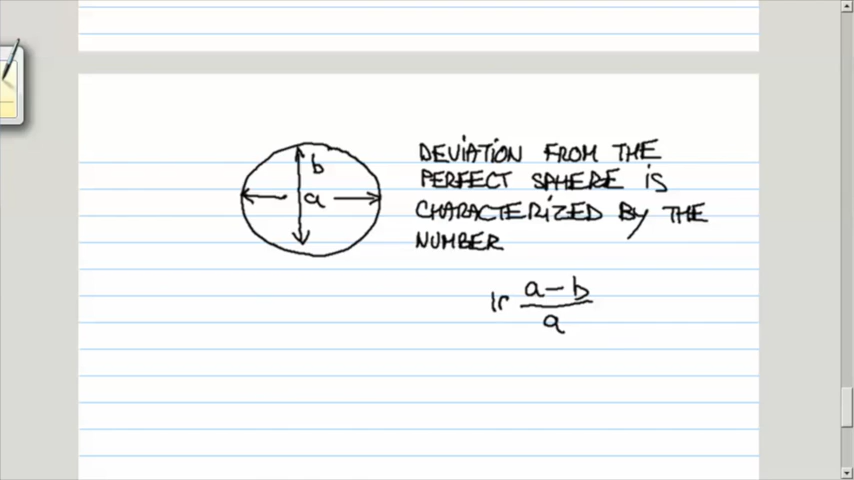 b
a
DEVIATION FROM THE
PERFECT SPHERE IS
CHARACTERIZED BY THE
NUMBER
a - b
a